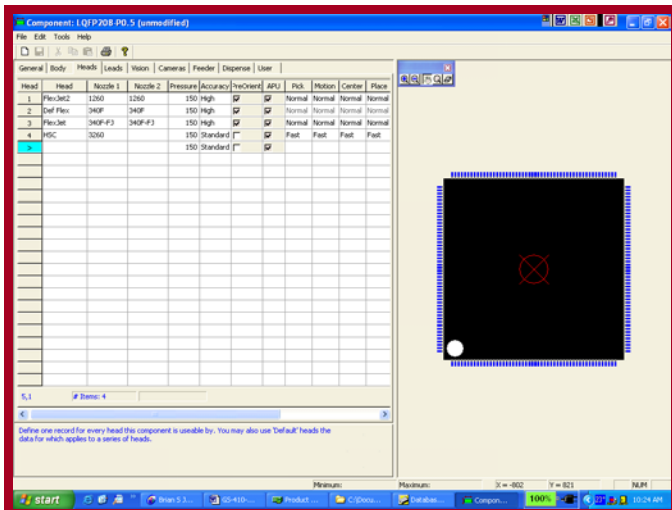 Component: LQFP208-P0.5 (unmodified)
File Edit Tools Help
General Body Heads Leads Vision Cameras Feeder Dispense User
Head Head Nozzle 1 Nozzle 2 Pressure Accuracy PreOrient APU Pick Motion Center Place
1 FlexJet2 1260 1260 150 High Normal Normal Normal Normal
2 Def Flex 340F 340F 150 High Normal Normal Normal Normal
3 FlexJet 340F-FJ 340F-FJ 150 High Normal Normal Normal Normal
4 HSC 3260 150 Standard Fast Fast Fast Fast
> 150 Standard
5,1 # Items: 4
Define one record for every head this component is useable by. You may also use 'Default' heads the
data for which applies to a series of heads.
Minimum: Maximum: X = -802 Y = 821 NUM
start Brian S 3... GS-410-... Product ... C:\Docu... Databas... Compon... 100% 10:24 AM